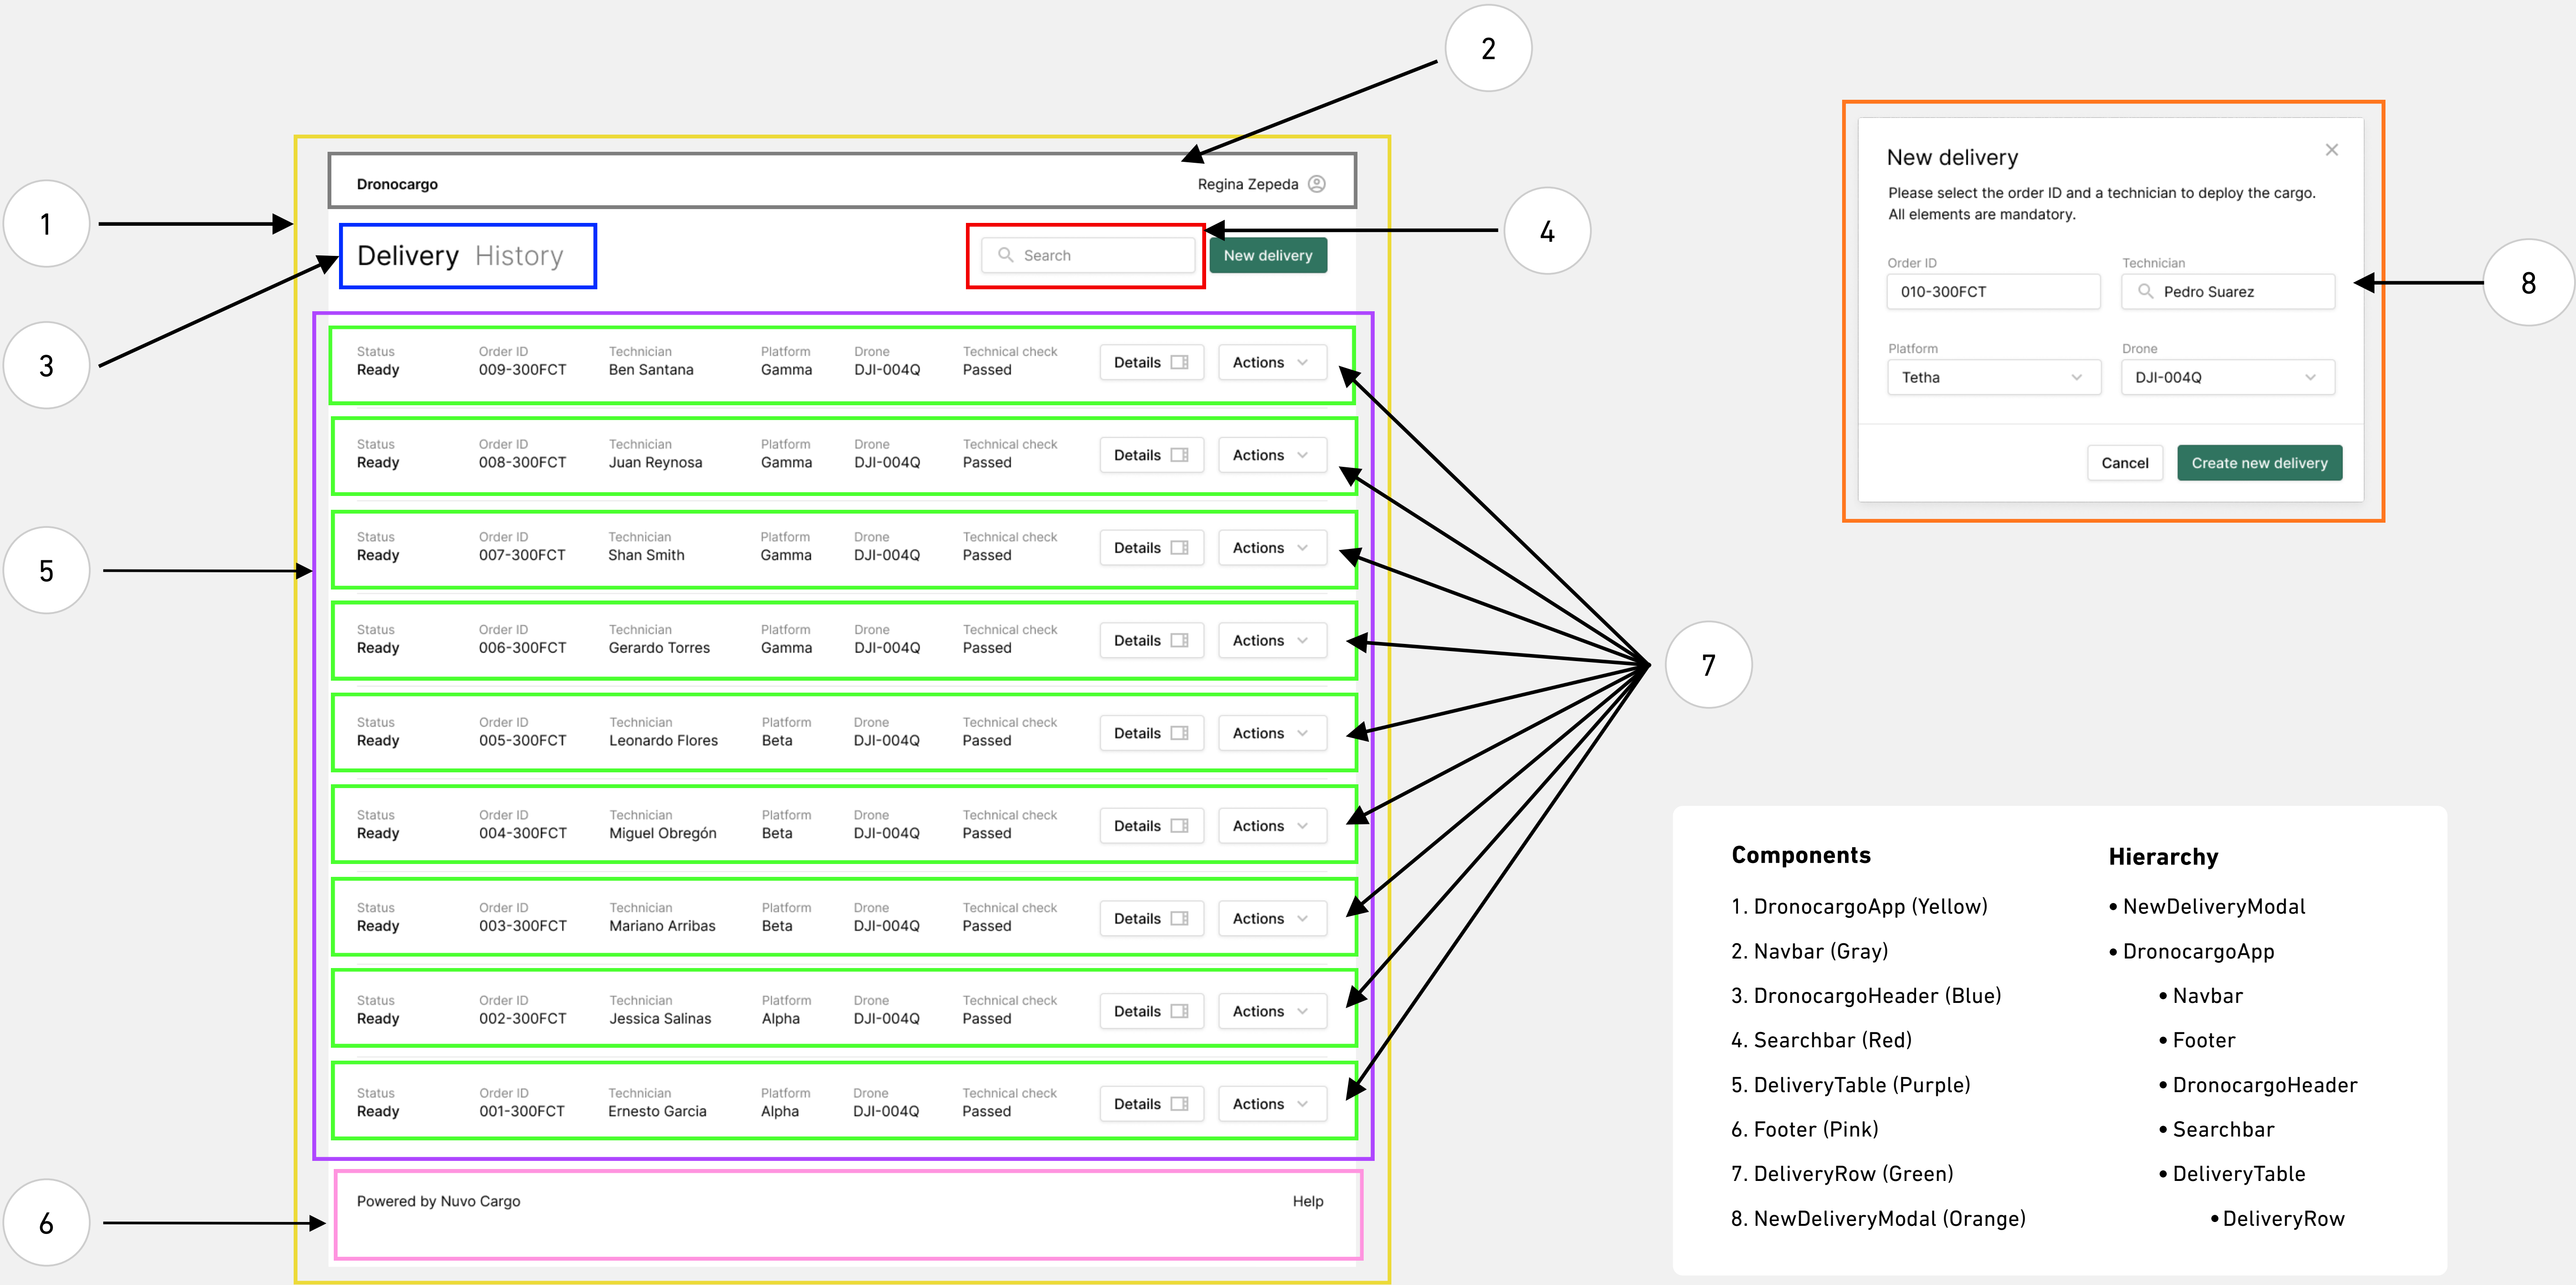 2
1
3
5
6
Dronocargo Regina Zepeda
Delivery History Search New delivery
4
Status Order ID Technician Platform Drone Technical check
Ready 009-300FCT Ben Santana Gamma DJI-004Q Passed Details Actions
Status Order ID Technician Platform Drone Technical check
Ready 008-300FCT Juan Reynosa Gamma DJI-004Q Passed Details Actions
Status Order ID Technician Platform Drone Technical check
Ready 007-300FCT Shan Smith Gamma DJI-004Q Passed Details Actions
Status Order ID Technician Platform Drone Technical check
Ready 006-300FCT Gerardo Torres Gamma DJI-004Q Passed Details Actions
Status Order ID Technician Platform Drone Technical check
Ready 005-300FCT Leonardo Flores Beta DJI-004Q Passed Details Actions
Status Order ID Technician Platform Drone Technical check
Ready 004-300FCT Miguel Obregón Beta DJI-004Q Passed Details Actions
Status Order ID Technician Platform Drone Technical check
Ready 003-300FCT Mariano Arribas Beta DJI-004Q Passed Details Actions
Status Order ID Technician Platform Drone Technical check
Ready 002-300FCT Jessica Salinas Alpha DJI-004Q Passed Details Actions
Status Order ID Technician Platform Drone Technical check
Ready 001-300FCT Ernesto Garcia Alpha DJI-004Q Passed Details Actions
Powered by Nuvo Cargo Help
7
New delivery
Please select the order ID and a technician to deploy the cargo.
All elements are mandatory.
Order ID Technician
010-300FCT Pedro Suarez
Platform Drone
Tetha DJI-004Q
Cancel Create new delivery
8
Components
1. DronocargoApp (Yellow)
2. Navbar (Gray)
3. DronocargoHeader (Blue)
4. Searchbar (Red)
5. DeliveryTable (Purple)
6. Footer (Pink)
7. DeliveryRow (Green)
8. NewDeliveryModal (Orange)
Hierarchy
• NewDeliveryModal
• DronocargoApp
• Navbar
• Footer
• DronocargoHeader
• Searchbar
• DeliveryTable
• DeliveryRow